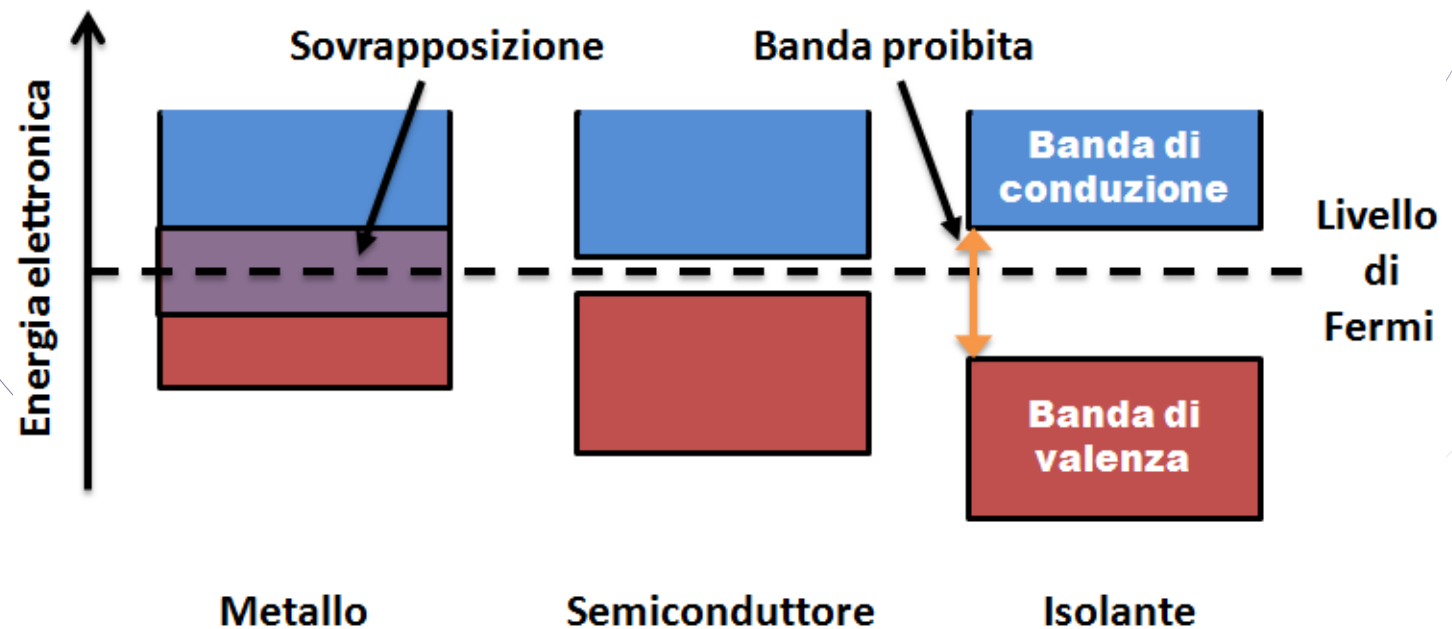 Sovrapposizione
Banda proibita
Energia elettronica
Banda di
conduzione
Livello
di
Fermi
Banda di
valenza
Metallo
Semiconduttore
Isolante